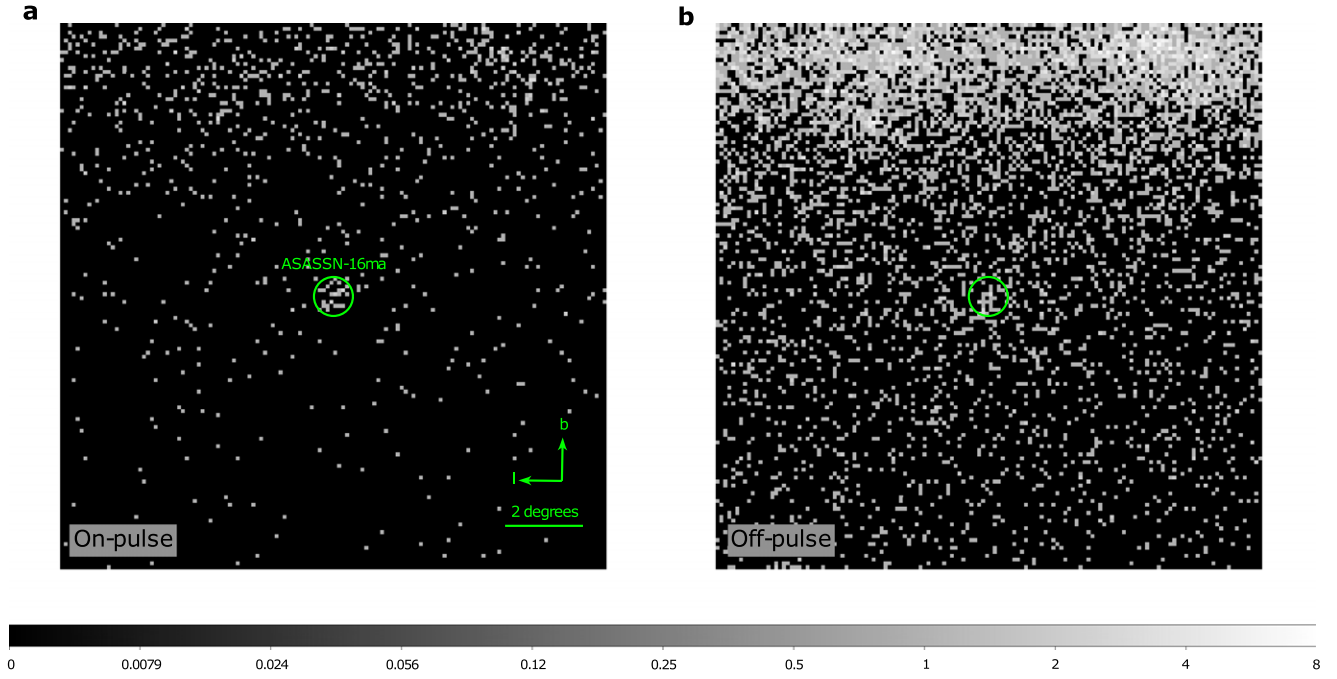 a
b
ASASSN-16ma
b
l
2 degrees
On-pulse
Off-pulse
0 0.0079 0.024 0.056 0.12 0.25 0.5 1 2 4 8